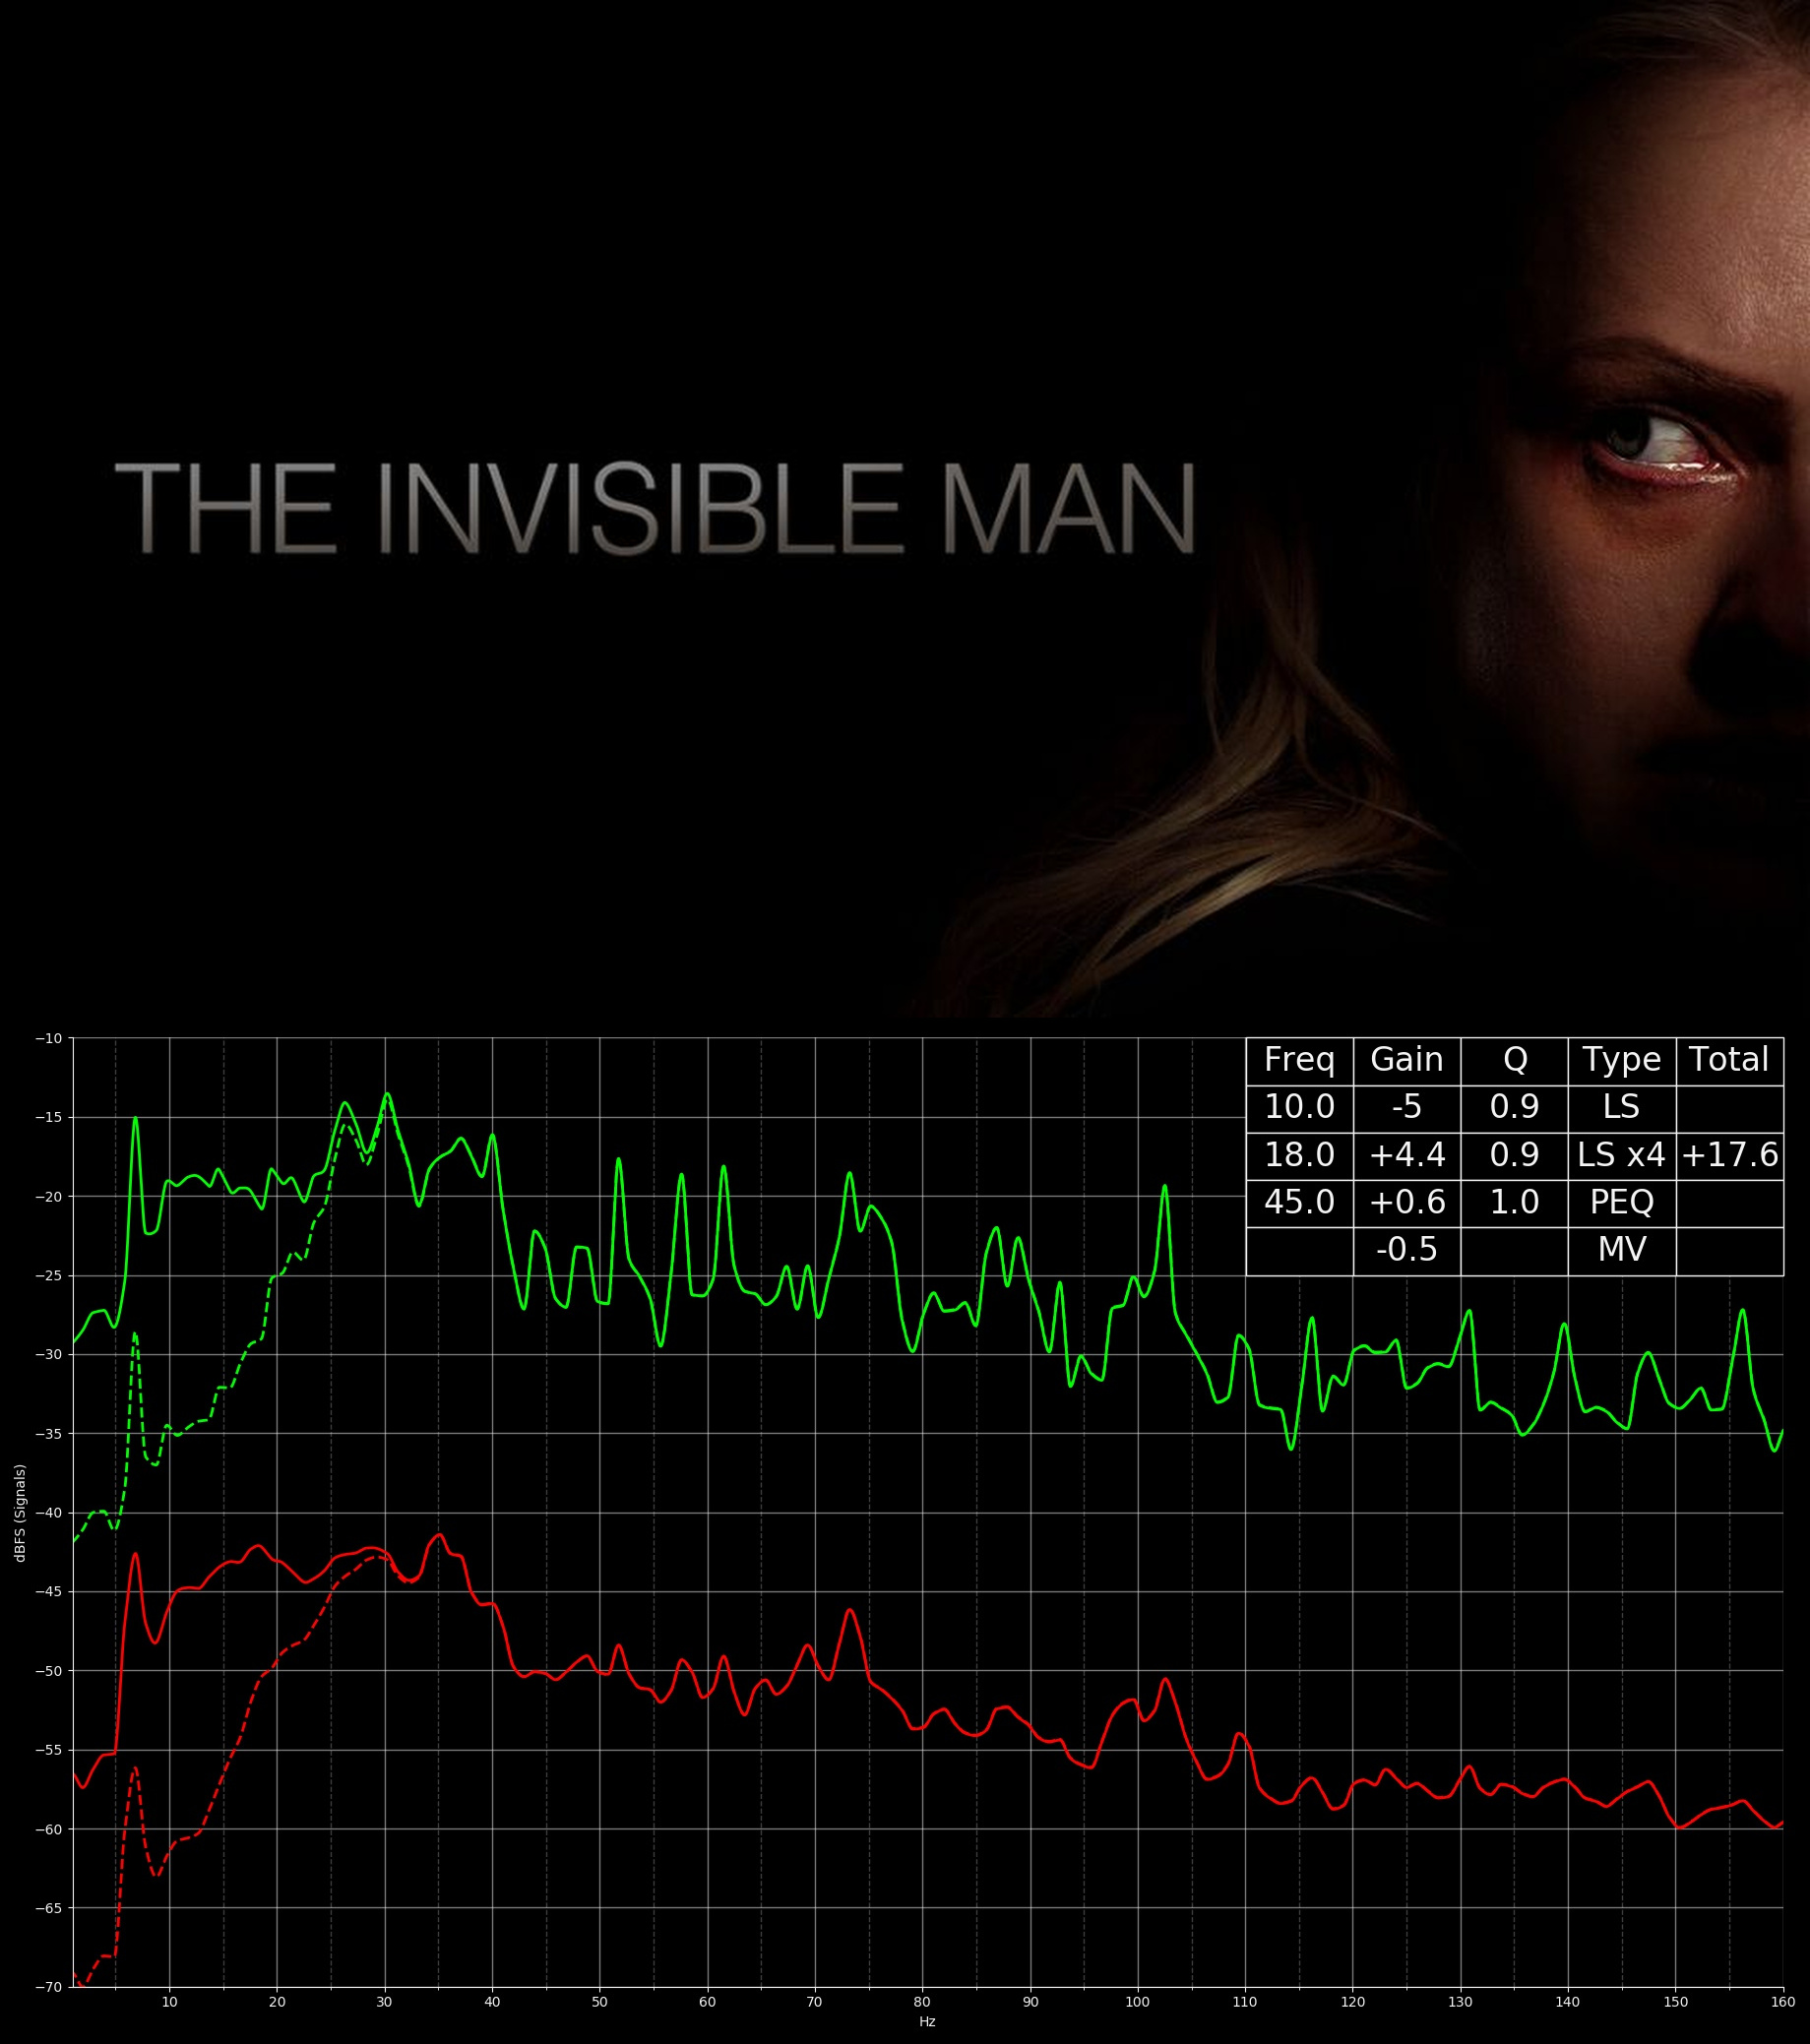 THE INVISIBLE MAN
−10
−15
−20
−25
−30
−35
−40
−45
−50
−55
−60
−65
−70
dBFS (Signals)
Freq Gain Q Type Total
10.0 -5 0.9 LS
18.0 +4.4 0.9 LS x4 +17.6
45.0 +0.6 1.0 PEQ
-0.5 MV
10 20 30 40 50 60 70 80 90 100 110 120 130 140 150 160
Hz